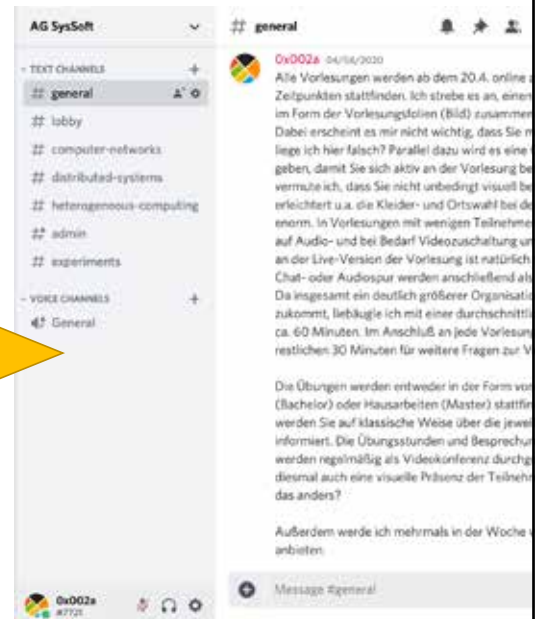 AG SysSoft
TEXT CHANNELS
general
lobby
computer-networks
distributed-systems
heterogeneous-computing
admin
experiments
VOICE CHANNELS
General
0x002a
#7721
# general
0x002a 04/14/2020
Alle Vorlesungen werden ab dem 20.4. online
Zeitpunkten stattfinden. Ich strebe es an, einen
im Form der Vorlesungsfolien (Bild) zusammen
Dabei erscheint es mir nicht wichtig, dass Sie
liege ich hier falsch? Parallel dazu wird es eine
geben, damit Sie sich aktiv an der Vorlesung be
vermute ich, dass Sie nicht unbedingt visuell be
erleichtert u.a. die Kleider- und Ortswahl bei de
enorm. In Vorlesungen mit wenigen Teilnehme
auf Audio- und bei Bedarf Videozuschaltung un
an der Live-Version der Vorlesung ist natürlich
Chat- oder Audiospur werden anschließend als
Da insgesamt ein deutlich größerer Organisatio
zukommt, liebäugle ich mit einer durchschnittli
ca. 60 Minuten. Im Anschluß an jede Vorlesung
restlichen 30 Minuten für weitere Fragen zur V
Die Übungen werden entweder in der Form von
(Bachelor) oder Hausarbeiten (Master) stattfin
werden Sie auf klassische Weise über die jewei
informiert. Die Übungsstunden und Besprechun
werden regelmäßig als Videokonferenz durchge
diesmal auch eine visuelle Präsenz der Teilnehm
das anders?
Außerdem werde ich mehrmals in der Woche
anbieten.
Message #general